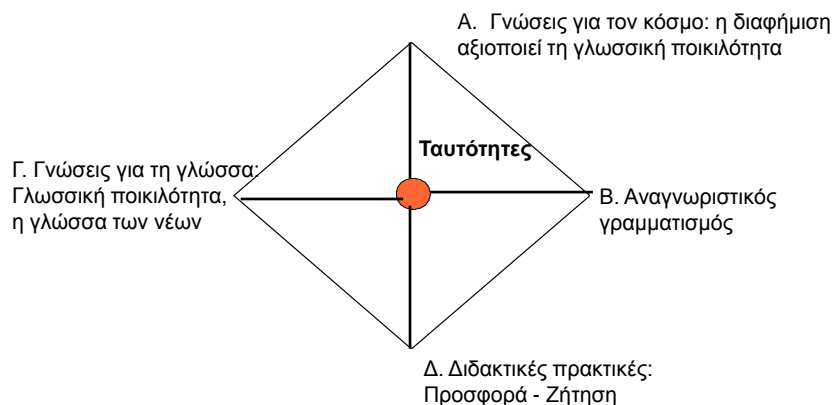 Α. Γνώσεις για τον κόσμο: η διαφήμιση
αξιοποιεί τη γλωσσική ποικιλότητα
Ταυτότητες
Γ. Γνώσεις για τη γλώσσα:
Γλωσσική ποικιλότητα,
η γλώσσα των νέων
Β. Αναγνωριστικός
γραμματισμός
Δ. Διδακτικές πρακτικές:
Προσφορά - Ζήτηση